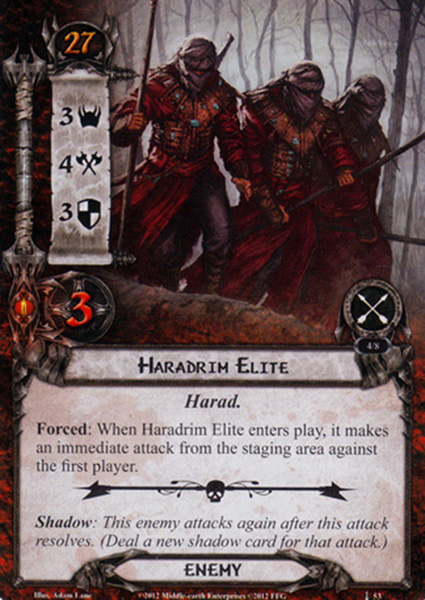 27
3
4
3
3
4/8
HARADRIM ELITE
Harad.
Forced: When Haradrim Elite enters play, it makes
an immediate attack from the staging area against
the first player.
Shadow: This enemy attacks again after this attack
resolves. (Deal a new shadow card for that attack.)
ENEMY
Illus. Adam Lane ©2012 Middle-earth Enterprises ©2012 FFG 53